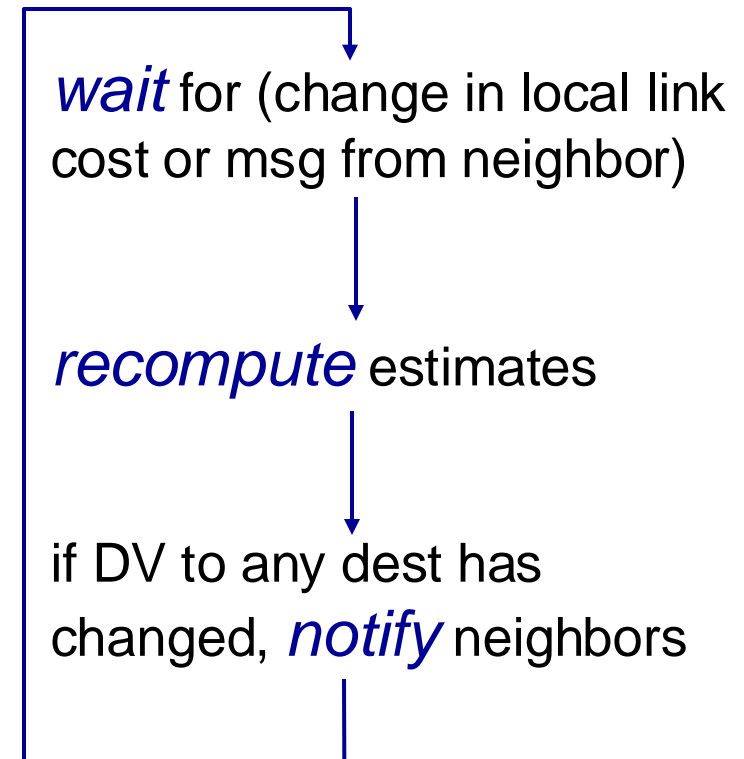 wait for (change in local link
cost or msg from neighbor)
recompute estimates
if DV to any dest has
changed, notify neighbors